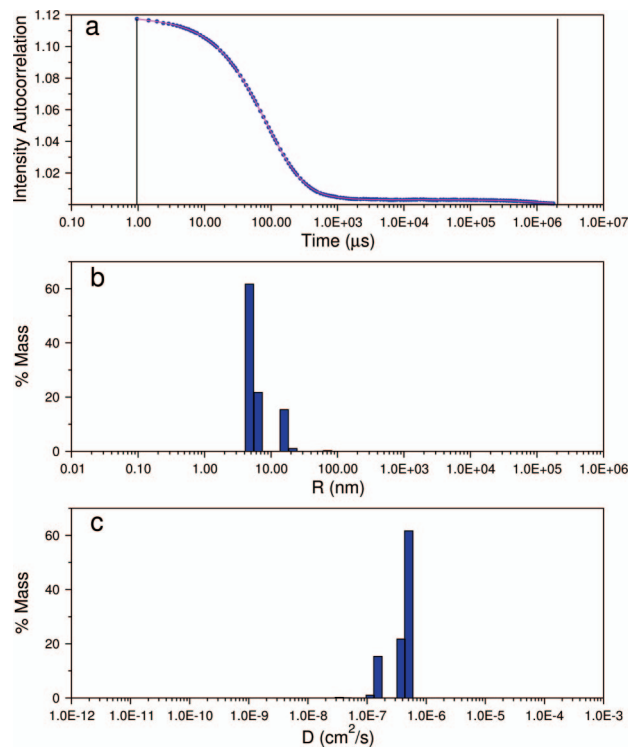 a
Intensity Autocorrelation
1.12
1.10
1.08
1.06
1.04
1.02
0.10 1.00 10.00 100.00 1.0E+03 1.0E+04 1.0E+05 1.0E+06 1.0E+07
Time (μs)
b
% Mass
60
40
20
0
0.01 0.10 1.00 10.00 100.00 1.0E+03 1.0E+04 1.0E+05 1.0E+06
R (nm)
c
% Mass
60
40
20
0
1.0E-12 1.0E-11 1.0E-10 1.0E-9 1.0E-8 1.0E-7 1.0E-6 1.0E-5 1.0E-4 1.0E-3
D (cm²/s)